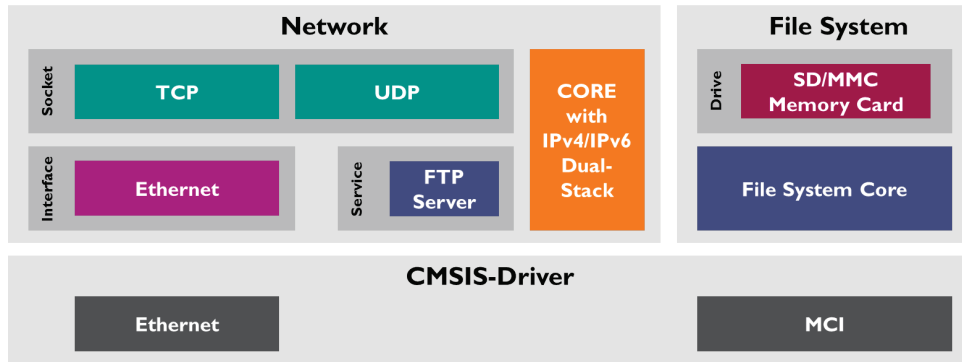 Network
Socket
TCP
UDP
CORE
with
IPv4/IPv6
Dual-
Stack
Interface
Ethernet
Service
FTP
Server
File System
Drive
SD/MMC
Memory Card
File System Core
CMSIS-Driver
Ethernet
MCI